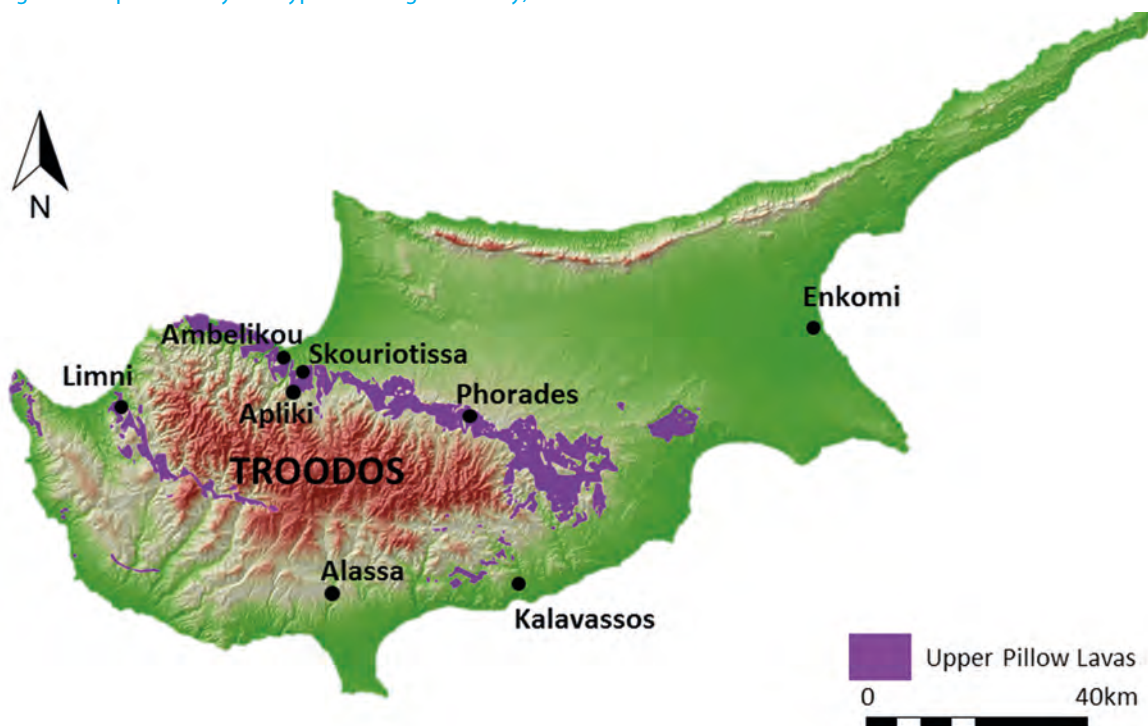 N
Enkomi
Ambelikou
Skouriotissa
Limni
Apliki
Phorades
TROODOS
Alassa
Kalavassos
Upper Pillow Lavas
0 40km